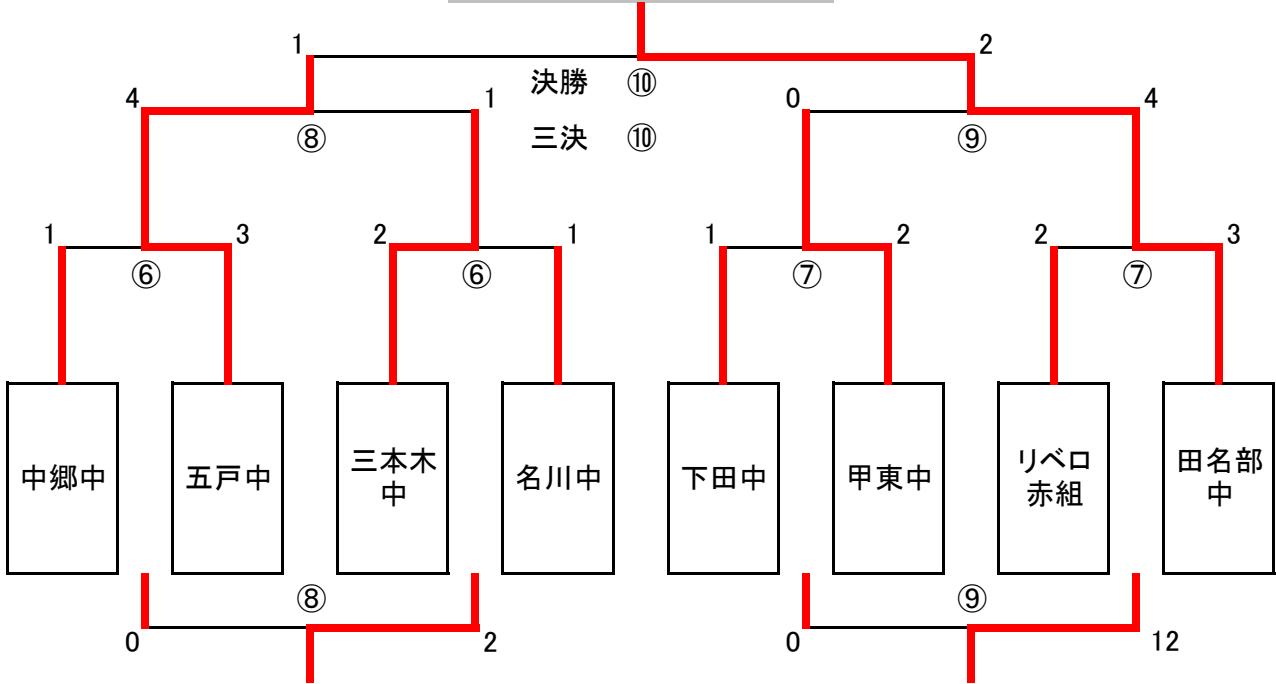 1 2
決勝 ⑩
4 1 0 4
⑧ 三決 ⑩ ⑨
1 3 2 1 1 2 2 3
⑥ ⑥ ⑦ ⑦
中郷中
五戸中
三本木
中
名川中
下田中
甲東中
リベロ
赤組
田名部
中
⑧ ⑨
0 2 0 12